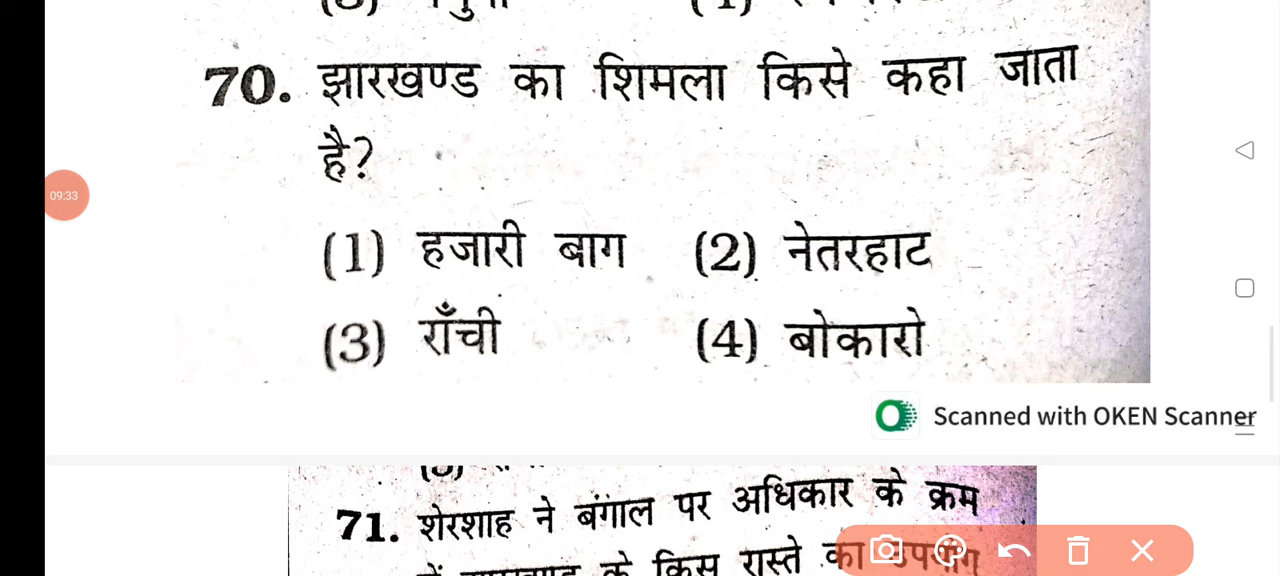 70. झारखण्ड का शिमला किसे कहा जाता
है?
(1) हजारी बाग (2) नेतरहाट
(3) राँची (4) बोकारो
09:33
Scanned with OKEN Scanner
71. शेरशाह ने बंगाल पर अधिकार के क्रम
के किस रास्ते का